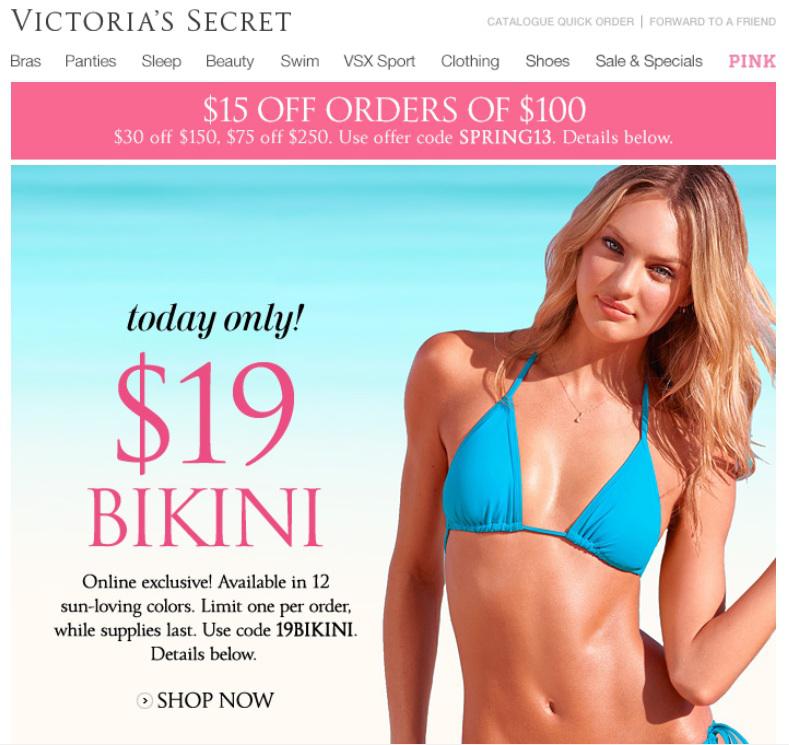 VICTORIA'S SECRET
CATALOGUE QUICK ORDER | FORWARD TO A FRIEND
Bras Panties Sleep Beauty Swim VSX Sport Clothing Shoes Sale & Specials PINK
$15 OFF ORDERS OF $100
$30 off $150, $75 off $250. Use offer code SPRING13. Details below.
today only!
$19
BIKINI
Online exclusive! Available in 12
sun-loving colors. Limit one per order,
while supplies last. Use code 19BIKINI.
Details below.
SHOP NOW